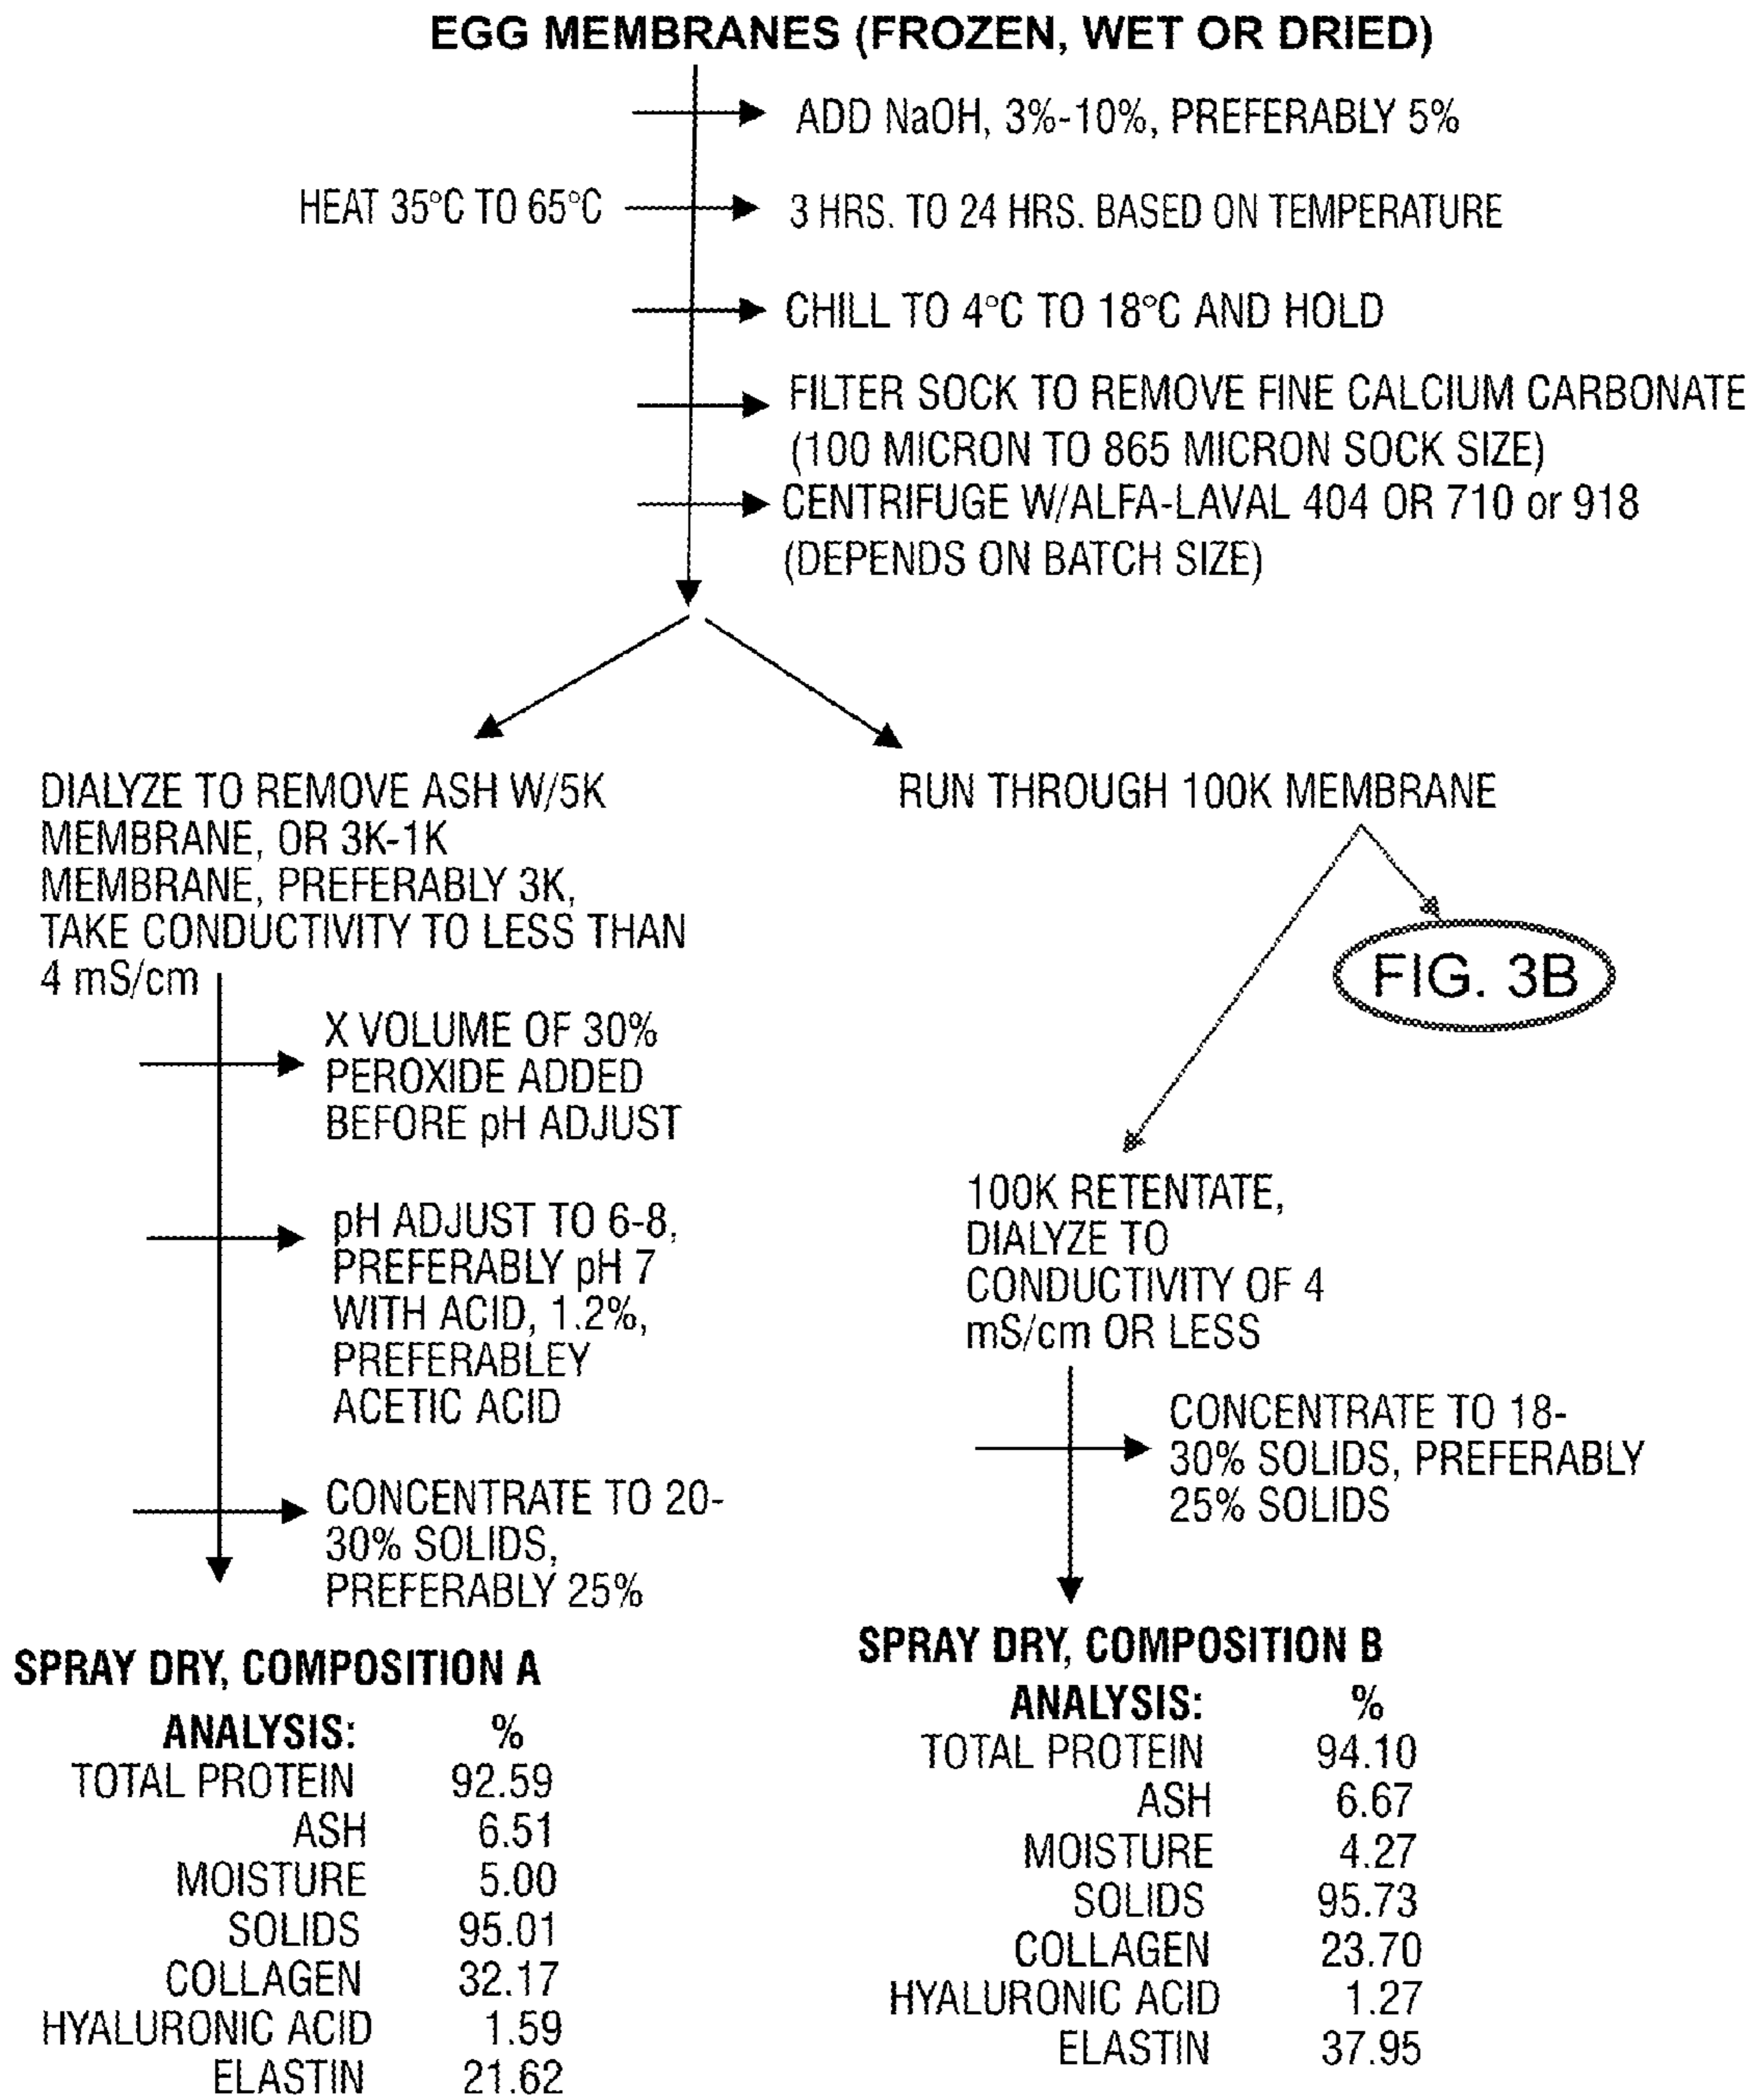 EGG MEMBRANES (FROZEN, WET OR DRIED)
ADD NaOH, 3%-10%, PREFERABLY 5%
HEAT 35°C TO 65°C
3 HRS. TO 24 HRS. BASED ON TEMPERATURE
CHILL TO 4°C TO 18°C AND HOLD
FILTER SOCK TO REMOVE FINE CALCIUM CARBONATE
(100 MICRON TO 865 MICRON SOCK SIZE)
CENTRIFUGE W/ALFA-LAVAL 404 OR 710 or 918
(DEPENDS ON BATCH SIZE)
DIALYZE TO REMOVE ASH W/5K
MEMBRANE, OR 3K-1K
MEMBRANE, PREFERABLY 3K,
TAKE CONDUCTIVITY TO LESS THAN
4 mS/cm
X VOLUME OF 30%
PEROXIDE ADDED
BEFORE pH ADJUST
pH ADJUST TO 6-8,
PREFERABLY pH 7
WITH ACID, 1.2%,
PREFERABLEY
ACETIC ACID
CONCENTRATE TO 20-
30% SOLIDS,
PREFERABLY 25%
SPRAY DRY, COMPOSITION A
ANALYSIS: %
TOTAL PROTEIN 92.59
ASH 6.51
MOISTURE 5.00
SOLIDS 95.01
COLLAGEN 32.17
HYALURONIC ACID 1.59
ELASTIN 21.62
RUN THROUGH 100K MEMBRANE
FIG. 3B
100K RETENTATE,
DIALYZE TO
CONDUCTIVITY OF 4
mS/cm OR LESS
CONCENTRATE TO 18-
30% SOLIDS, PREFERABLY
25% SOLIDS
SPRAY DRY, COMPOSITION B
ANALYSIS: %
TOTAL PROTEIN 94.10
ASH 6.67
MOISTURE 4.27
SOLIDS 95.73
COLLAGEN 23.70
HYALURONIC ACID 1.27
ELASTIN 37.95